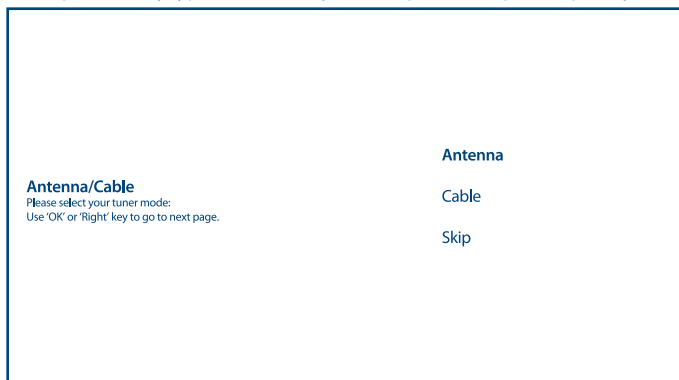 Antenna/Cable
Please select your tuner mode:
Use ‘OK’ or ‘Right’ key to go to next page.
Antenna
Cable
Skip